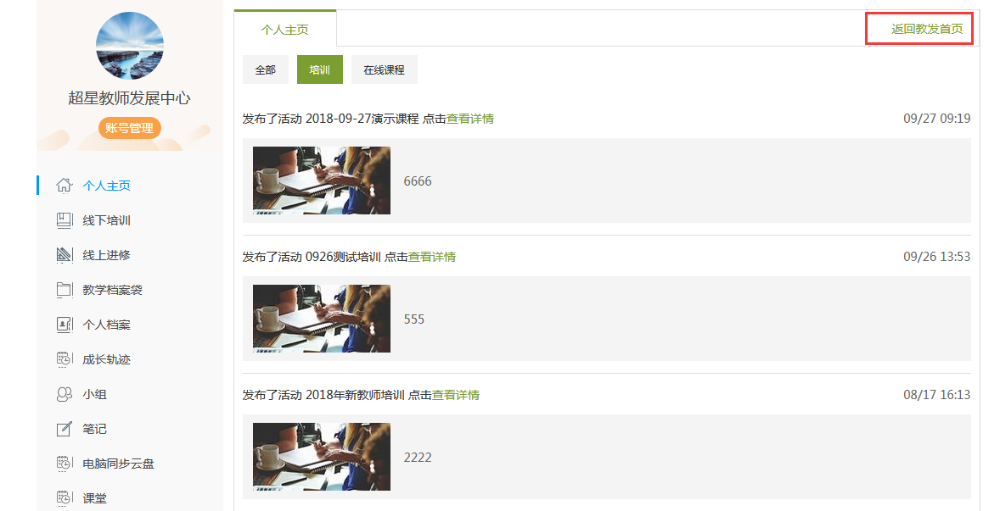 超星教师发展中心
账号管理
个人主页
线下培训
线上进修
教学档案袋
个人档案
成长轨迹
小组
笔记
电脑同步云盘
课堂
个人主页
返回教发首页
全部 培训 在线课程
发布了活动 2018-09-27演示课程 点击查看详情 09/27 09:19
6666
发布了活动 0926测试培训 点击查看详情 09/26 13:53
555
发布了活动 2018年新教师培训 点击查看详情 08/17 16:13
2222